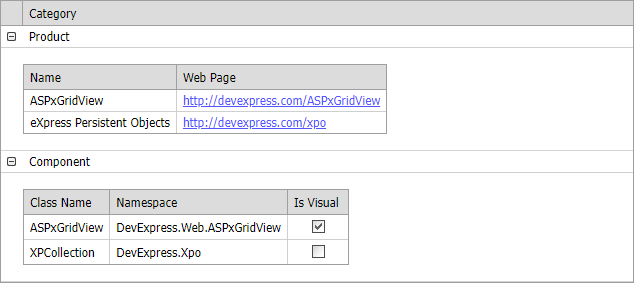 Category
Product
Name Web Page
ASPxGridView http://devexpress.com/ASPxGridView
eXpress Persistent Objects http://devexpress.com/xpo
Component
Class Name Namespace Is Visual
ASPxGridView DevExpress.Web.ASPxGridView
XPCollection DevExpress.Xpo